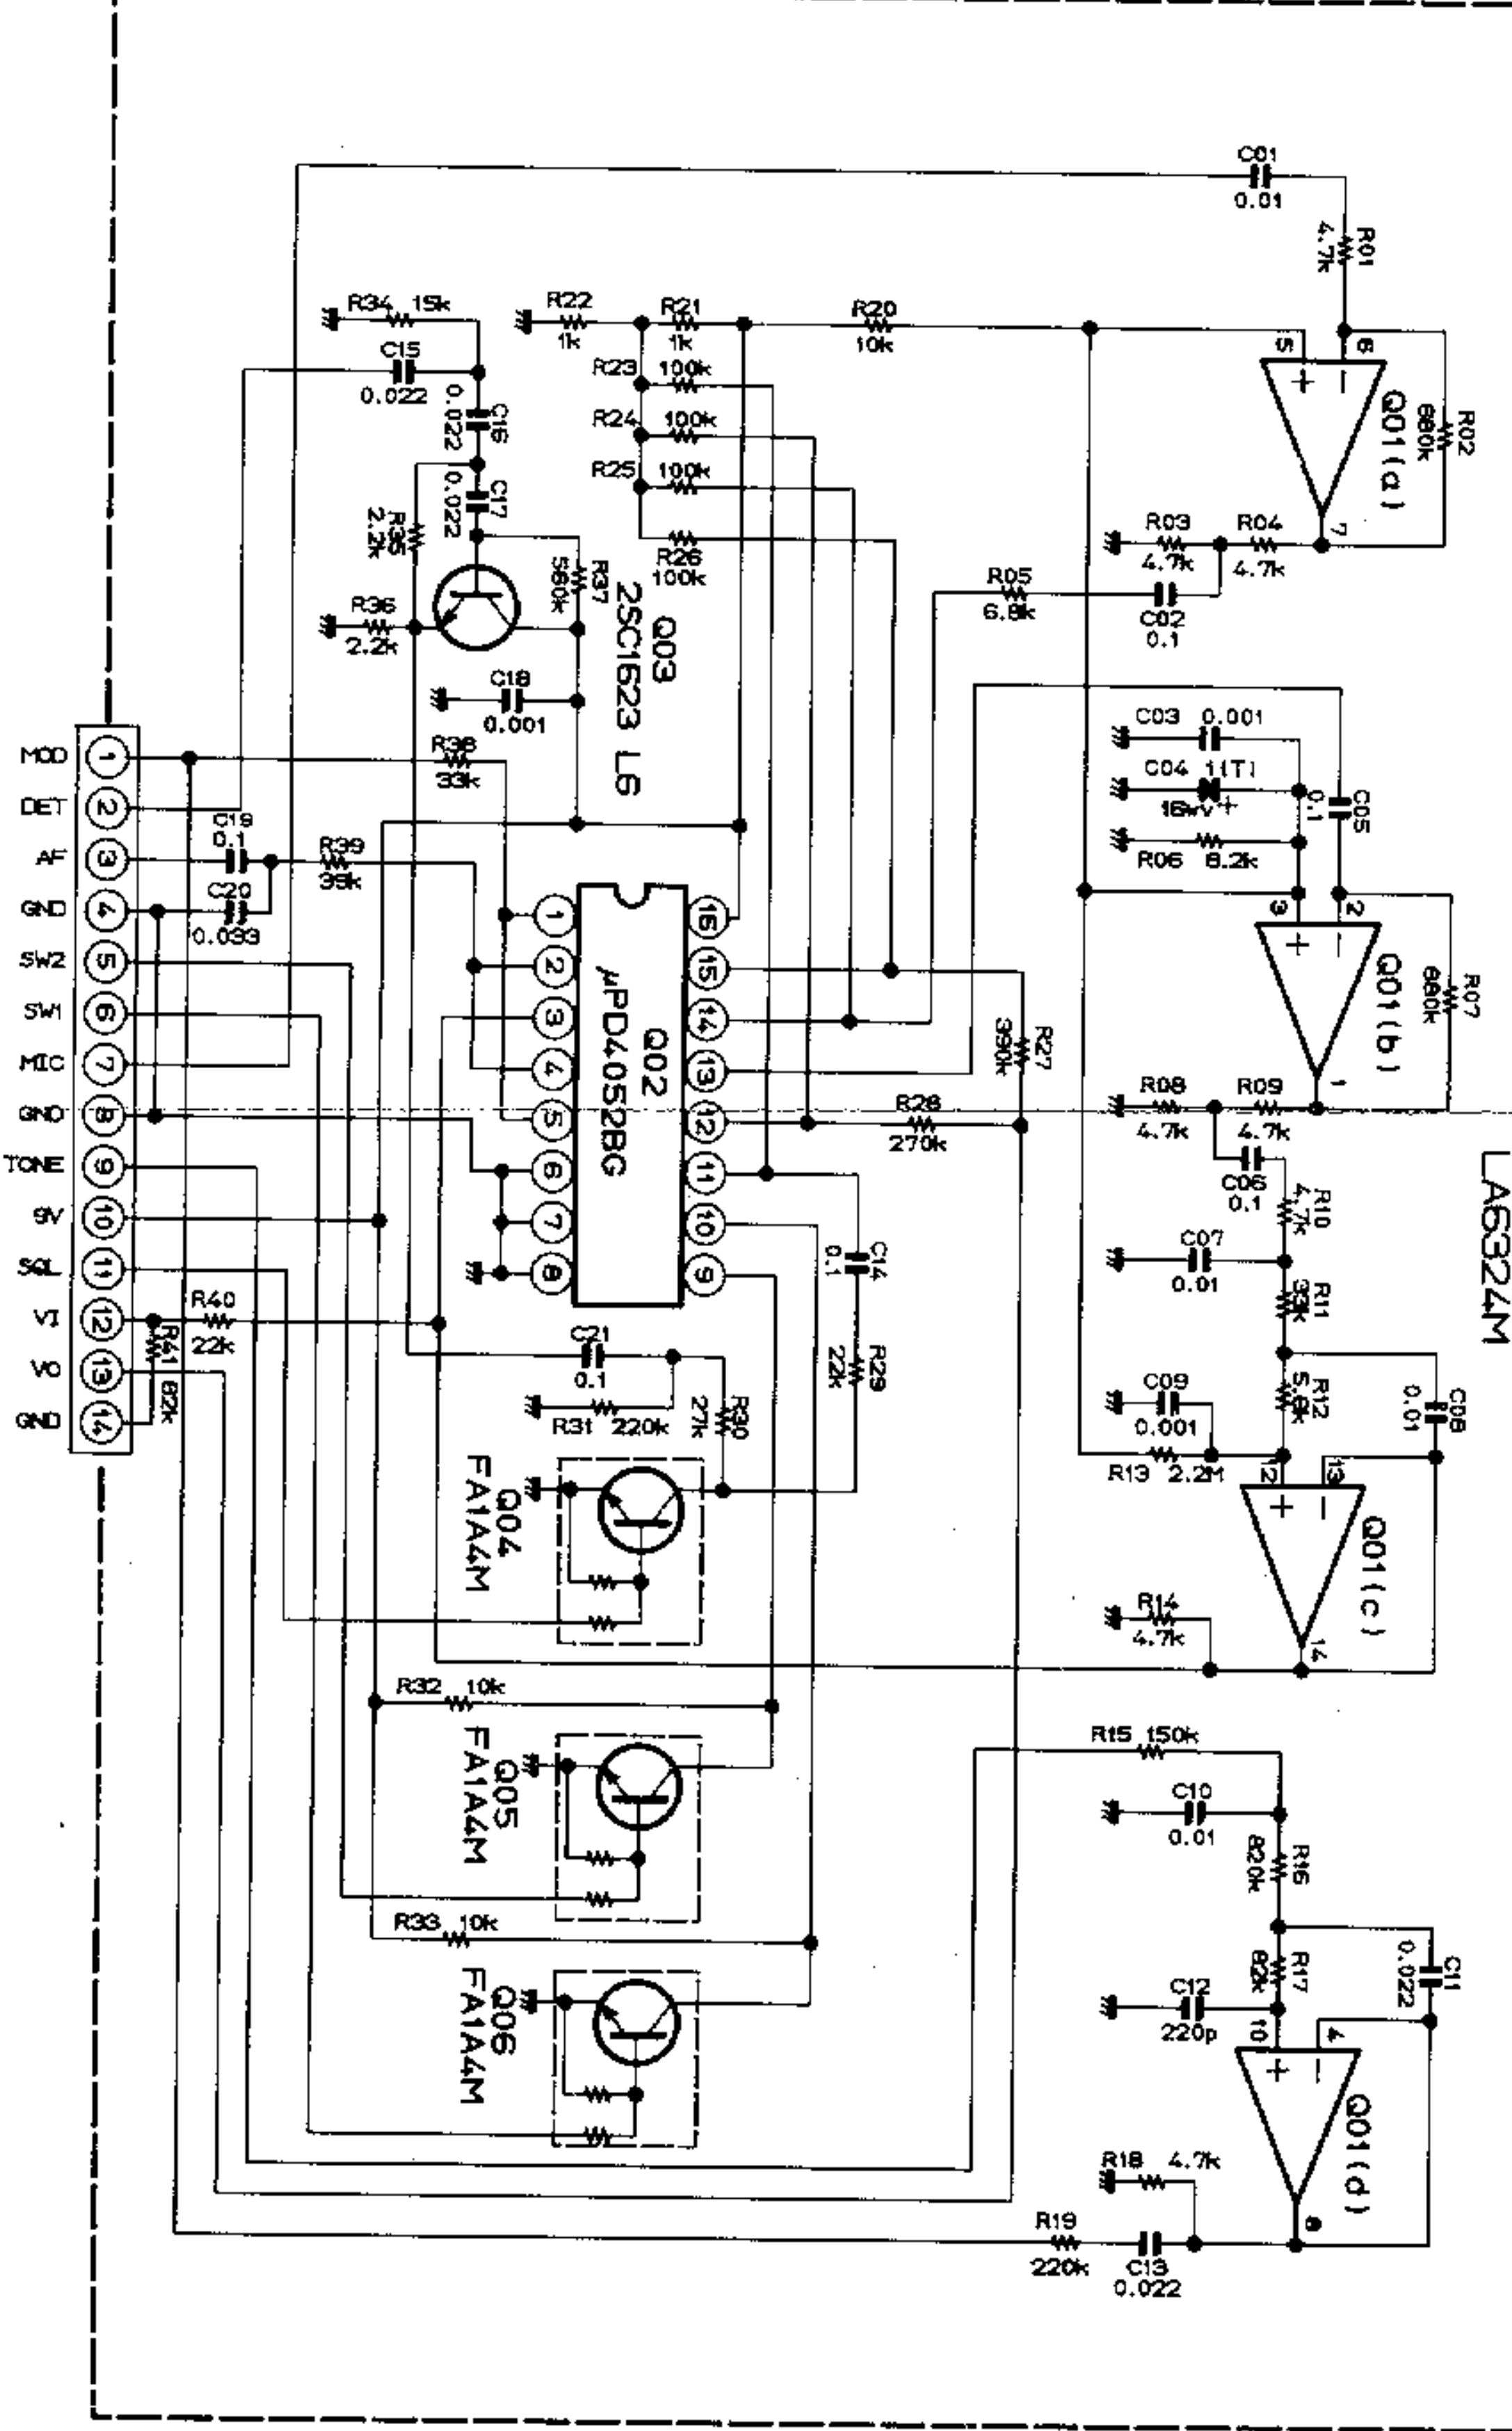 C01
0.01
R01
4.7k
R34 15k
R22
1k
R21
1k
R20
10k
C15
0.022
R23 100k
R24 100k
R25 100k
R26
100k
C16
0.022
C17
0.022
R35
2.2k
R36
2.2k
R37
560k
Q03
2SC1623 L6
C18
0.001
5
6
+
−
Q01(a)
7
R02
680k
R03
4.7k
R04
4.7k
R05
6.8k
C02
0.1
C03 0.001
C04 1(T)
16wv +
R06 8.2k
C05
0.1
3
2
+
−
Q01(b)
1
R07
680k
R08
4.7k
R09
4.7k
C06
0.1
R10
4.7k
C07
0.01
R11
33k
R12
C08
0.01
C09
0.001
R13 2.2M
12
13
+
−
Q01(c)
14
R14
4.7k
LA6324M
MOD 1
DET 2
AF 3
GND 4
SW2 5
SW1 6
MIC 7
GND 8
TONE 9
9V 10
SQL 11
VI 12
VO 13
GND 14
R38
33k
C19
0.1
C20
0.033
R39
39k
R40
22k
R41
82k
1
2
3
4
5
6
7
8
Q02
μPD4052BG
16
15
14
13
12
11
10
9
R27
390k
R28
270k
C14
0.1
R29
22k
C21
0.1
R31 220k
R30
27k
Q04
FA1A4M
R32 10k
Q05
FA1A4M
R33 10k
Q06
FA1A4M
R15 150k
C10
0.01
R16
820k
R17
82k
C11
0.022
C12
220p
10
+
−
Q01(d)
8
R18 4.7k
R19
220k
C13
0.022